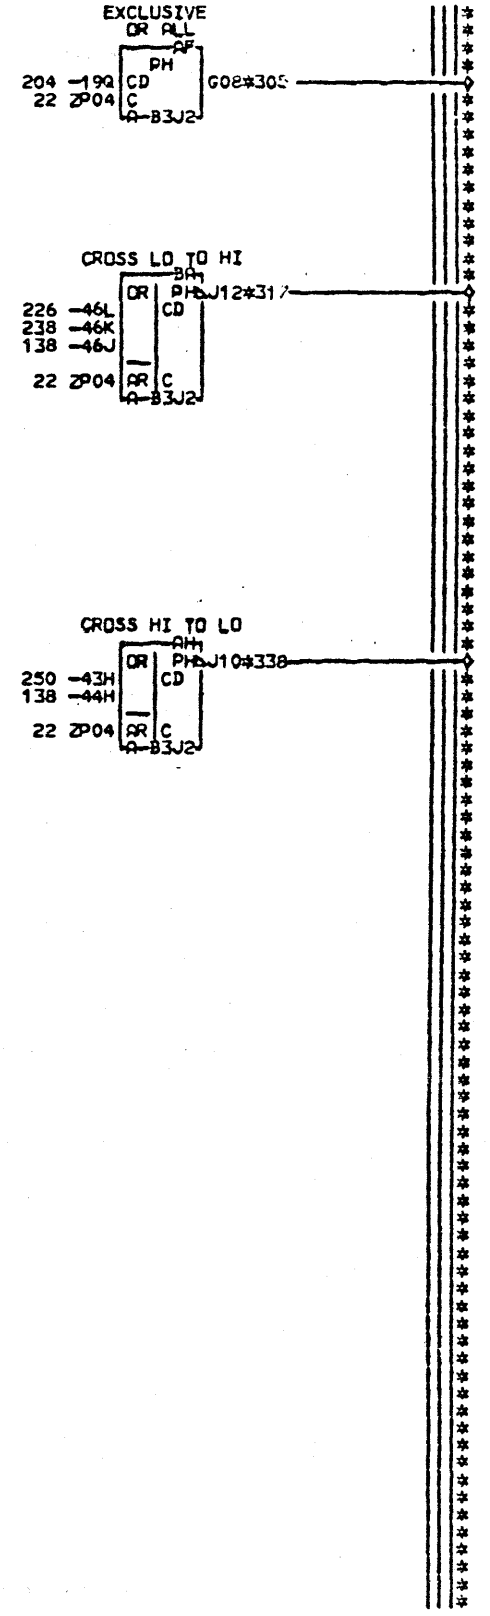 EXCLUSIVE
OR ALL
AF
PH
204 -19Q CD G08*305
22 ZP04 C
A-B3J2
CROSS LO TO HI
BA
OR PH J12*317
226 -46L CD
238 -46K
138 -46J
22 ZP04 AR C
A-B3J2
CROSS HI TO LO
AH
OR PH J10*338
250 -43H CD
138 -44H
22 ZP04 AR C
A-B3J2